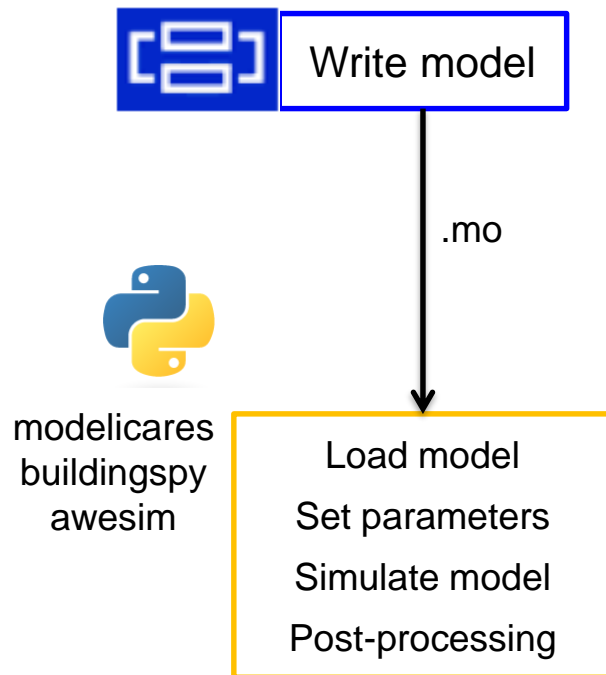 Write model
.mo
modelicares
buildingspy
awesim
Load model
Set parameters
Simulate model
Post-processing